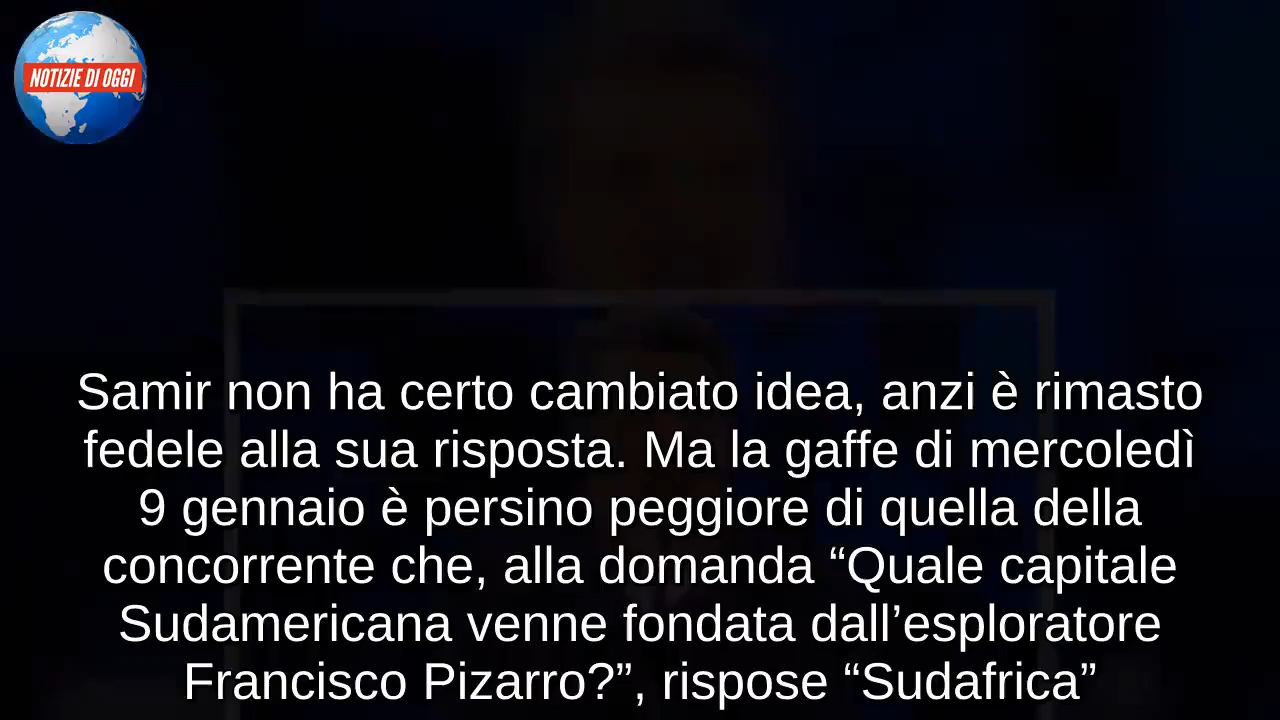 NOTIZIE DI OGGI
Samir non ha certo cambiato idea, anzi è rimasto
fedele alla sua risposta. Ma la gaffe di mercoledì
9 gennaio è persino peggiore di quella della
concorrente che, alla domanda “Quale capitale
Sudamericana venne fondata dall’esploratore
Francisco Pizarro?”, rispose “Sudafrica”